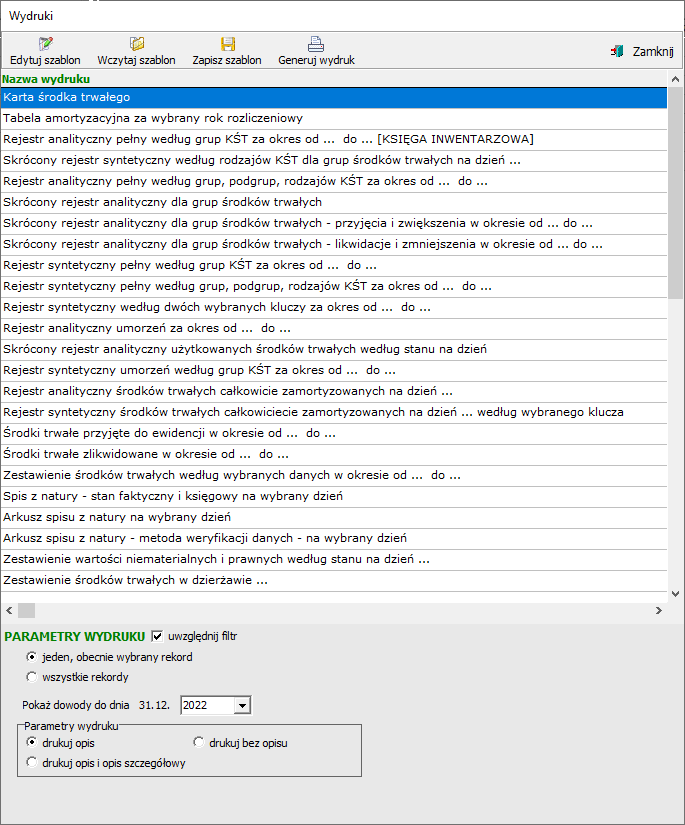 Wydruki
Edytuj szablon Wczytaj szablon Zapisz szablon Generuj wydruk Zamknij
Nazwa wydruku
Karta środka trwałego
Tabela amortyzacyjna za wybrany rok rozliczeniowy
Rejestr analityczny pełny według grup KŚT za okres od ... do ... [KSIĘGA INWENTARZOWA]
Skrócony rejestr syntetyczny według rodzajów KŚT dla grup środków trwałych na dzień ...
Rejestr analityczny pełny według grup, podgrup, rodzajów KŚT za okres od ... do ...
Skrócony rejestr analityczny dla grup środków trwałych
Skrócony rejestr analityczny dla grup środków trwałych - przyjęcia i zwiększenia w okresie od ... do ...
Skrócony rejestr analityczny dla grup środków trwałych - likwidacje i zmniejszenia w okresie od ... do ...
Rejestr syntetyczny pełny według grup KŚT za okres od ... do ...
Rejestr syntetyczny pełny według grup, podgrup, rodzajów KŚT za okres od ... do ...
Rejestr syntetyczny według dwóch wybranych kluczy za okres od ... do ...
Rejestr analityczny umorzeń za okres od ... do ...
Skrócony rejestr analityczny użytkowanych środków trwałych według stanu na dzień
Rejestr syntetyczny umorzeń według grup KŚT za okres od ... do ...
Rejestr analityczny środków trwałych całkowicie zamortyzowanych na dzień ...
Rejestr syntetyczny środków trwałych całkowiciecie zamortyzowanych na dzień ... według wybranego klucza
Środki trwałe przyjęte do ewidencji w okresie od ... do ...
Środki trwałe zlikwidowane w okresie od ... do ...
Zestawienie środków trwałych według wybranych danych w okresie od ... do ...
Spis z natury - stan faktyczny i księgowy na wybrany dzień
Arkusz spisu z natury na wybrany dzień
Arkusz spisu z natury - metoda weryfikacji danych - na wybrany dzień
Zestawienie wartości niematerialnych i prawnych według stanu na dzień ...
Zestawienie środków trwałych w dzierżawie ...
PARAMETRY WYDRUKU uwzględnij filtr
jeden, obecnie wybrany rekord
wszystkie rekordy
Pokaż dowody do dnia 31.12. 2022
Parametry wydruku
drukuj opis drukuj bez opisu
drukuj opis i opis szczegółowy